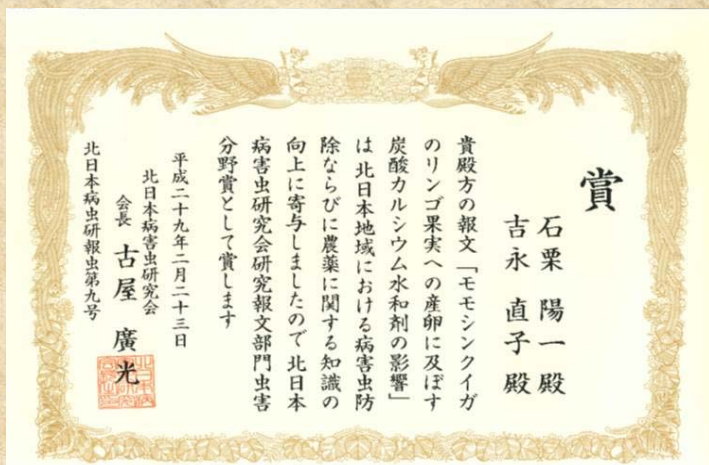 賞
石栗 陽一 殿
吉永 直子 殿
貴殿方の報文「モモシンクイガ
のリンゴ果実への産卵に及ぼす
炭酸カルシウム水和剤の影響」
は 北日本地域における病害虫防
除ならびに農薬に関する知識の
向上に寄与しましたので 北日本
病害虫研究会研究報文部門虫害
分野賞として賞します
平成二十九年二月二十三日
北日本病害虫研究会
会長 古屋 廣光
北日本病虫研報虫第九号